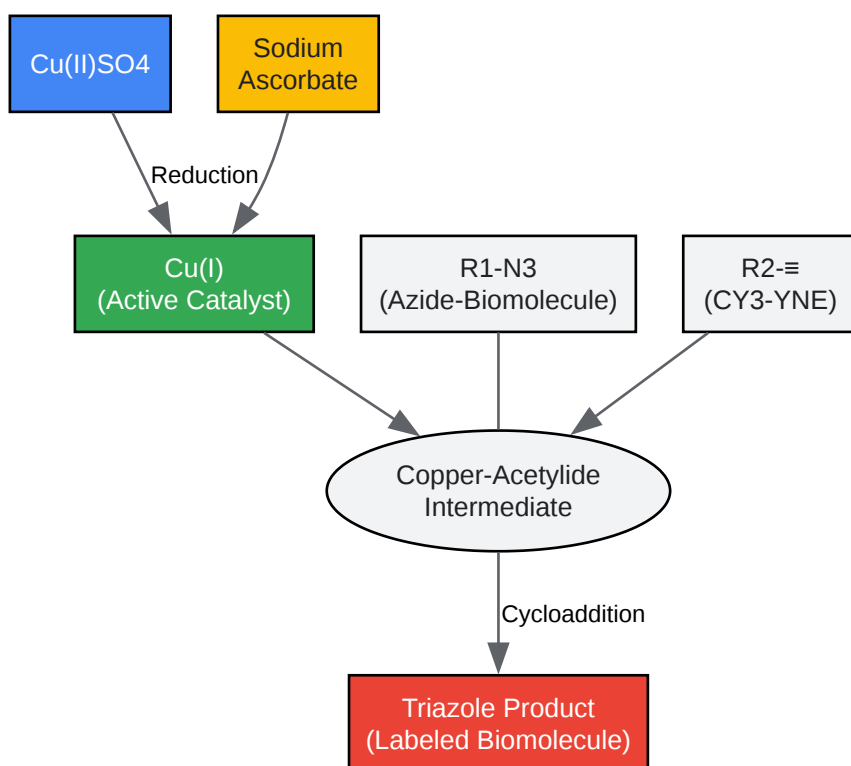 Cu(II)SO4
Sodium
Ascorbate
Reduction
Cu(I)
(Active Catalyst)
R1-N3
(Azide-Biomolecule)
R2-≡
(CY3-YNE)
Copper-Acetylide
Intermediate
Cycloaddition
Triazole Product
(Labeled Biomolecule)